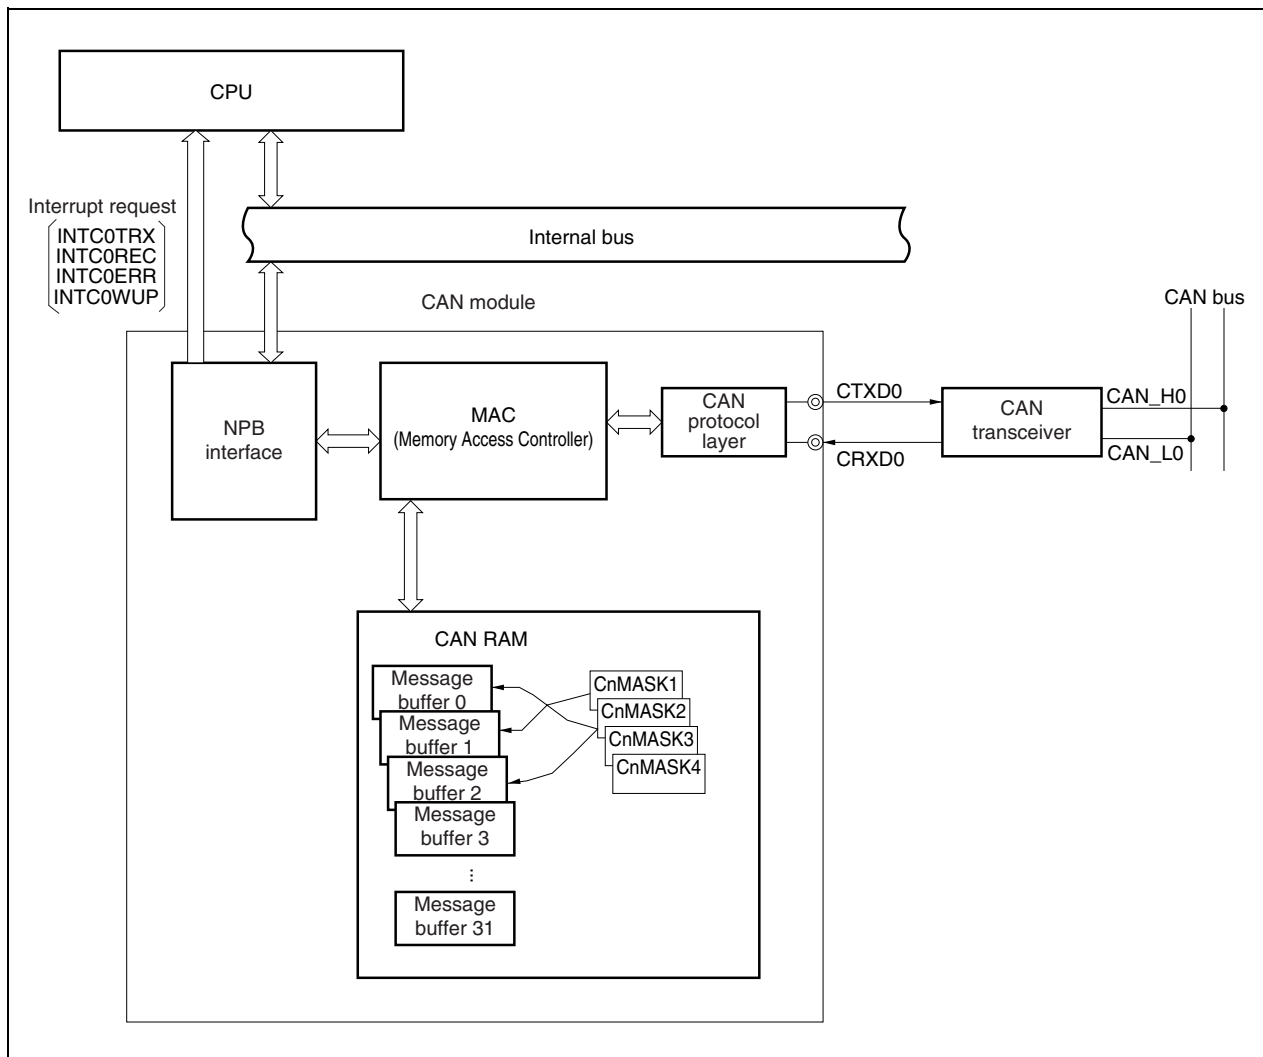 CPU
Interrupt request
INTC0TRX
INTC0REC
INTC0ERR
INTC0WUP
Internal bus
CAN module
CAN bus
NPB
interface
MAC
(Memory Access Controller)
CAN
protocol
layer
CTXD0
CRXD0
CAN
transceiver
CAN_H0
CAN_L0
CAN RAM
Message
buffer 0
Message
buffer 1
Message
buffer 2
Message
buffer 3
...
Message
buffer 31
CnMASK1
CnMASK2
CnMASK3
CnMASK4